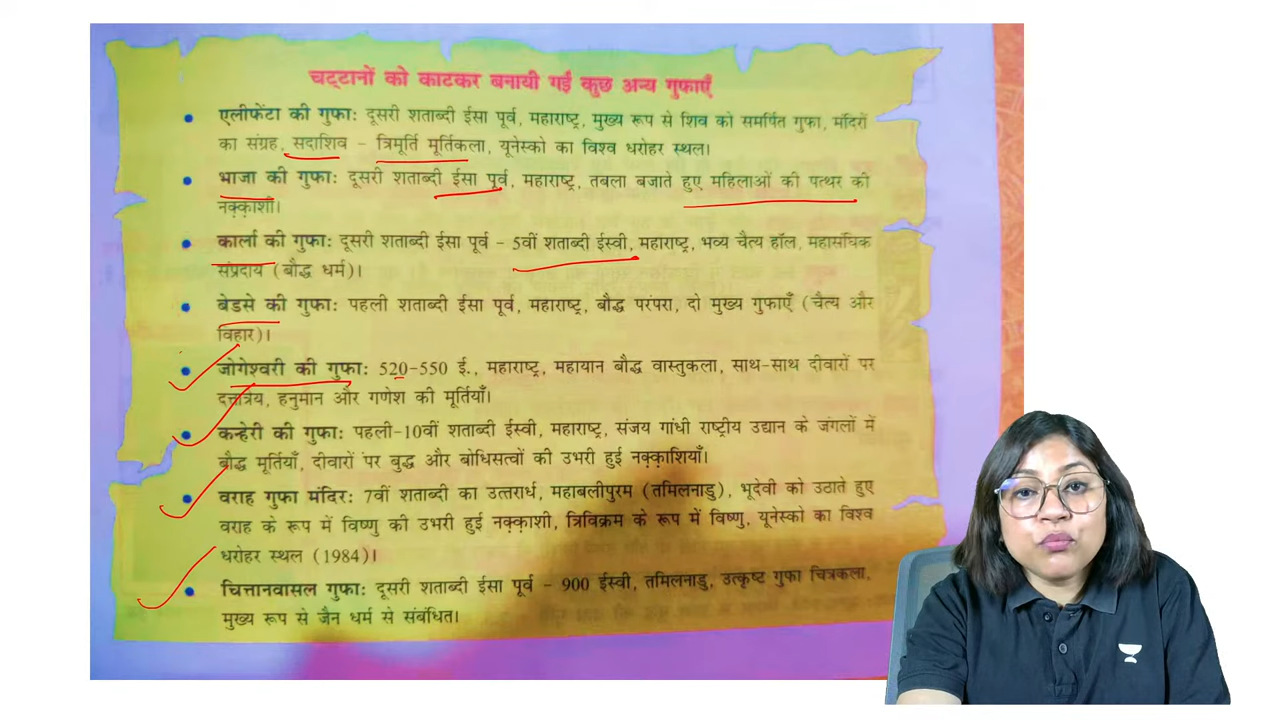 चट्टानों को काटकर बनायी गईं कुछ अन्य गुफाएँ
• एलीफेंटा की गुफा: दूसरी शताब्दी ईसा पूर्व, महाराष्ट्र, मुख्य रूप से शिव को समर्पित गुफा, मंदिरों
का संग्रह, सदाशिव – त्रिमूर्ति मूर्तिकला, यूनेस्को का विश्व धरोहर स्थल।
• भाजा की गुफा: दूसरी शताब्दी ईसा पूर्व, महाराष्ट्र, तबला बजाते हुए महिलाओं की पत्थर की
नक़्क़ाशी।
• कार्ला की गुफा: दूसरी शताब्दी ईसा पूर्व – 5वीं शताब्दी ईस्वी, महाराष्ट्र, भव्य चैत्य हॉल, महासंघिक
संप्रदाय (बौद्ध धर्म)।
• बेडसे की गुफा: पहली शताब्दी ईसा पूर्व, महाराष्ट्र, बौद्ध परंपरा, दो मुख्य गुफाएँ (चैत्य और
विहार)।
• जोगेश्वरी की गुफा: 520-550 ई., महाराष्ट्र, महायान बौद्ध वास्तुकला, साथ-साथ दीवारों पर
दत्तात्रेय, हनुमान और गणेश की मूर्तियाँ।
• कन्हेरी की गुफा: पहली-10वीं शताब्दी ईस्वी, महाराष्ट्र, संजय गांधी राष्ट्रीय उद्यान के जंगलों में
बौद्ध मूर्तियाँ, दीवारों पर बुद्ध और बोधिसत्वों की उभरी हुई नक़्क़ाशियाँ।
• वराह गुफा मंदिर: 7वीं शताब्दी का उत्तरार्ध, महाबलीपुरम (तमिलनाडु), भूदेवी को उठाते हुए
वराह के रूप में विष्णु की उभरी हुई नक़्क़ाशी, त्रिविक्रम के रूप में विष्णु, यूनेस्को का विश्व
धरोहर स्थल (1984)।
• चित्तानवासल गुफा: दूसरी शताब्दी ईसा पूर्व – 900 ईस्वी, तमिलनाडु, उत्कृष्ट गुफा चित्रकला,
मुख्य रूप से जैन धर्म से संबंधित।